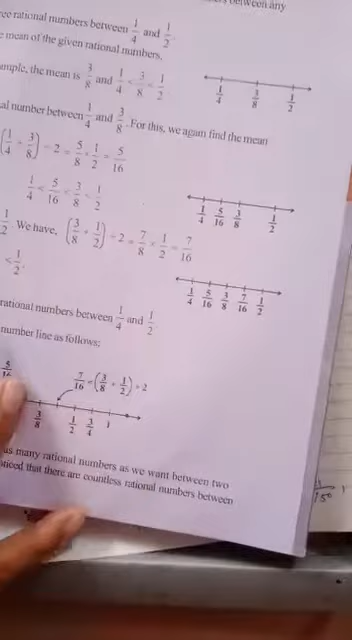 between any
ree rational numbers between 1/4 and 1/2.
e mean of the given rational numbers.
ample, the mean is 3/8 and 1/4 < 3/8 < 1/2
1/4 3/8 1/2
al number between 1/4 and 3/8. For this, we again find the mean
(1/4 + 3/8) ÷ 2 = 5/8 × 1/2 = 5/16
1/4 < 5/16 < 3/8 < 1/2
1/4 5/16 3/8 1/2
1/2. We have, (3/8 + 1/2) ÷ 2 = 7/8 × 1/2 = 7/16
< 1/2.
1/4 5/16 3/8 7/16 1/2
rational numbers between 1/4 and 1/2.
number line as follows:
5/16
7/16 = (3/8 + 1/2) ÷ 2
3/8 1/2 3/4 1
as many rational numbers as we want between two
oticed that there are countless rational numbers between